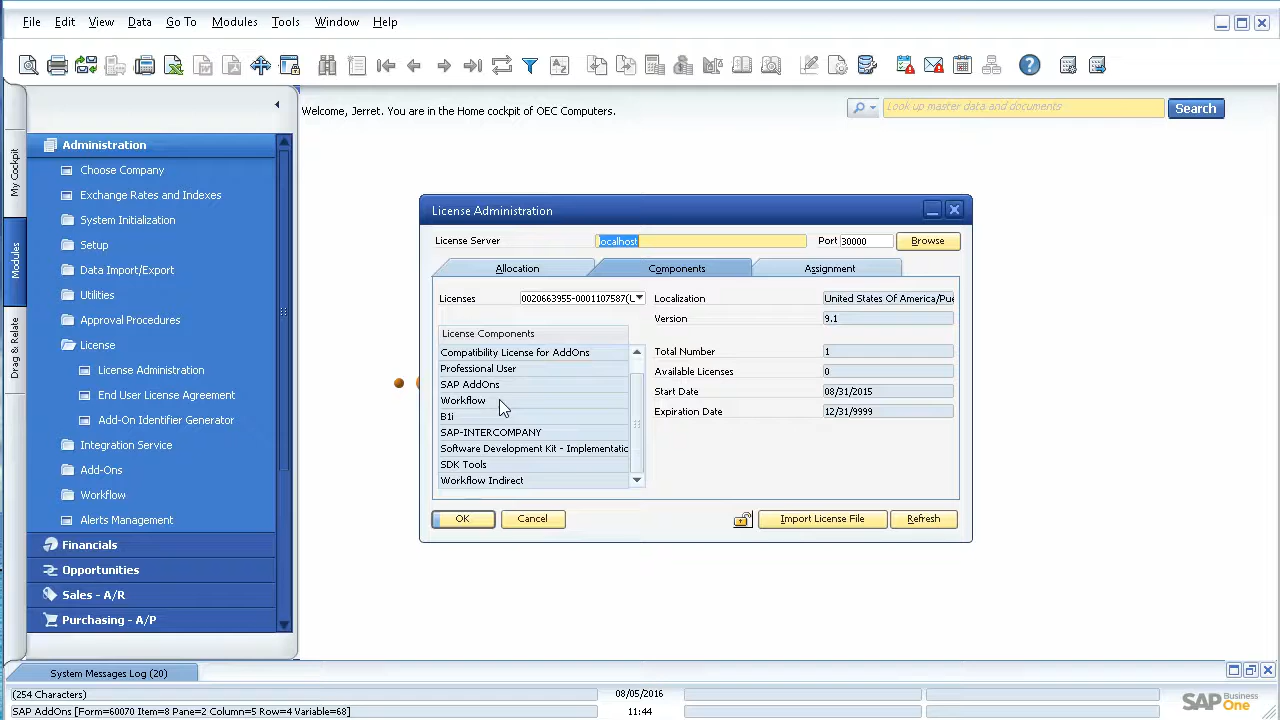 File Edit View Data Go To Modules Tools Window Help
Welcome, Jerret. You are in the Home cockpit of OEC Computers.
Look up master data and documents
Search
My Cockpit
Modules
Drag & Relate
Administration
Choose Company
Exchange Rates and Indexes
System Initialization
Setup
Data Import/Export
Utilities
Approval Procedures
License
License Administration
End User License Agreement
Add-On Identifier Generator
Integration Service
Add-Ons
Workflow
Alerts Management
Financials
Opportunities
Sales - A/R
Purchasing - A/P
License Administration
License Server localhost Port 30000 Browse
Allocation Components Assignment
Licenses 0020663955-0001107587(L
License Components
Compatibility License for AddOns
Professional User
SAP AddOns
Workflow
B1i
SAP-INTERCOMPANY
Software Development Kit - Implementatic
SDK Tools
Workflow Indirect
Localization United States Of America/Pue
Version 9.1
Total Number 1
Available Licenses 0
Start Date 08/31/2015
Expiration Date 12/31/9999
OK Cancel Import License File Refresh
System Messages Log (20)
(254 Characters) 08/05/2016
SAP AddOns [Form=60070 Item=8 Pane=2 Column=5 Row=4 Variable=68] 11:44
SAP Business One